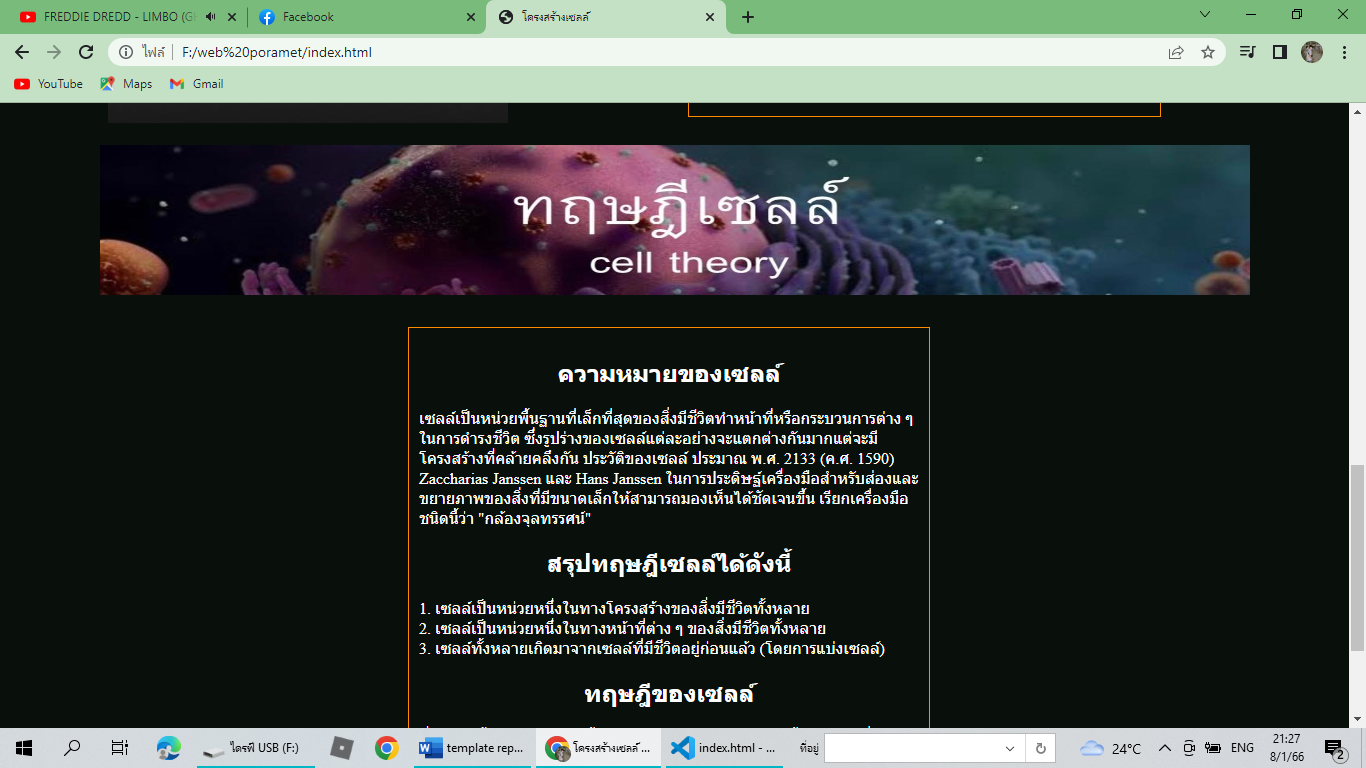 FREDDIE DREDD - LIMBO (G
Facebook
โครงสร้างเซลล์
ไฟล์
F:/web%20poramet/index.html
YouTube
Maps
Gmail
ทฤษฎีเซลล์
cell theory
ความหมายของเซลล์
เซลล์เป็นหน่วยพื้นฐานที่เล็กที่สุดของสิ่งมีชีวิตทำหน้าที่หรือกระบวนการต่าง ๆ
ในการดำรงชีวิต ซึ่งรูปร่างของเซลล์แต่ละอย่างจะแตกต่างกันมากแต่จะมี
โครงสร้างที่คล้ายคลึงกัน ประวัติของเซลล์ ประมาณ พ.ศ. 2133 (ค.ศ. 1590)
Zaccharias Janssen และ Hans Janssen ในการประดิษฐ์เครื่องมือสำหรับส่องและ
ขยายภาพของสิ่งที่มีขนาดเล็กให้สามารถมองเห็นได้ชัดเจนขึ้น เรียกเครื่องมือ
ชนิดนี้ว่า "กล้องจุลทรรศน์"
สรุปทฤษฎีเซลล์ได้ดังนี้
1. เซลล์เป็นหน่วยหนึ่งในทางโครงสร้างของสิ่งมีชีวิตทั้งหลาย
2. เซลล์เป็นหน่วยหนึ่งในทางหน้าที่ต่าง ๆ ของสิ่งมีชีวิตทั้งหลาย
3. เซลล์ทั้งหลายเกิดมาจากเซลล์ที่มีชีวิตอยู่ก่อนแล้ว (โดยการแบ่งเซลล์)
ทฤษฎีของเซลล์
ไดรฟ์ USB (F:)
template rep...
โครงสร้างเซลล์ ...
index.html - ...
ที่อยู่
24°C
ENG
21:27
8/1/66
2